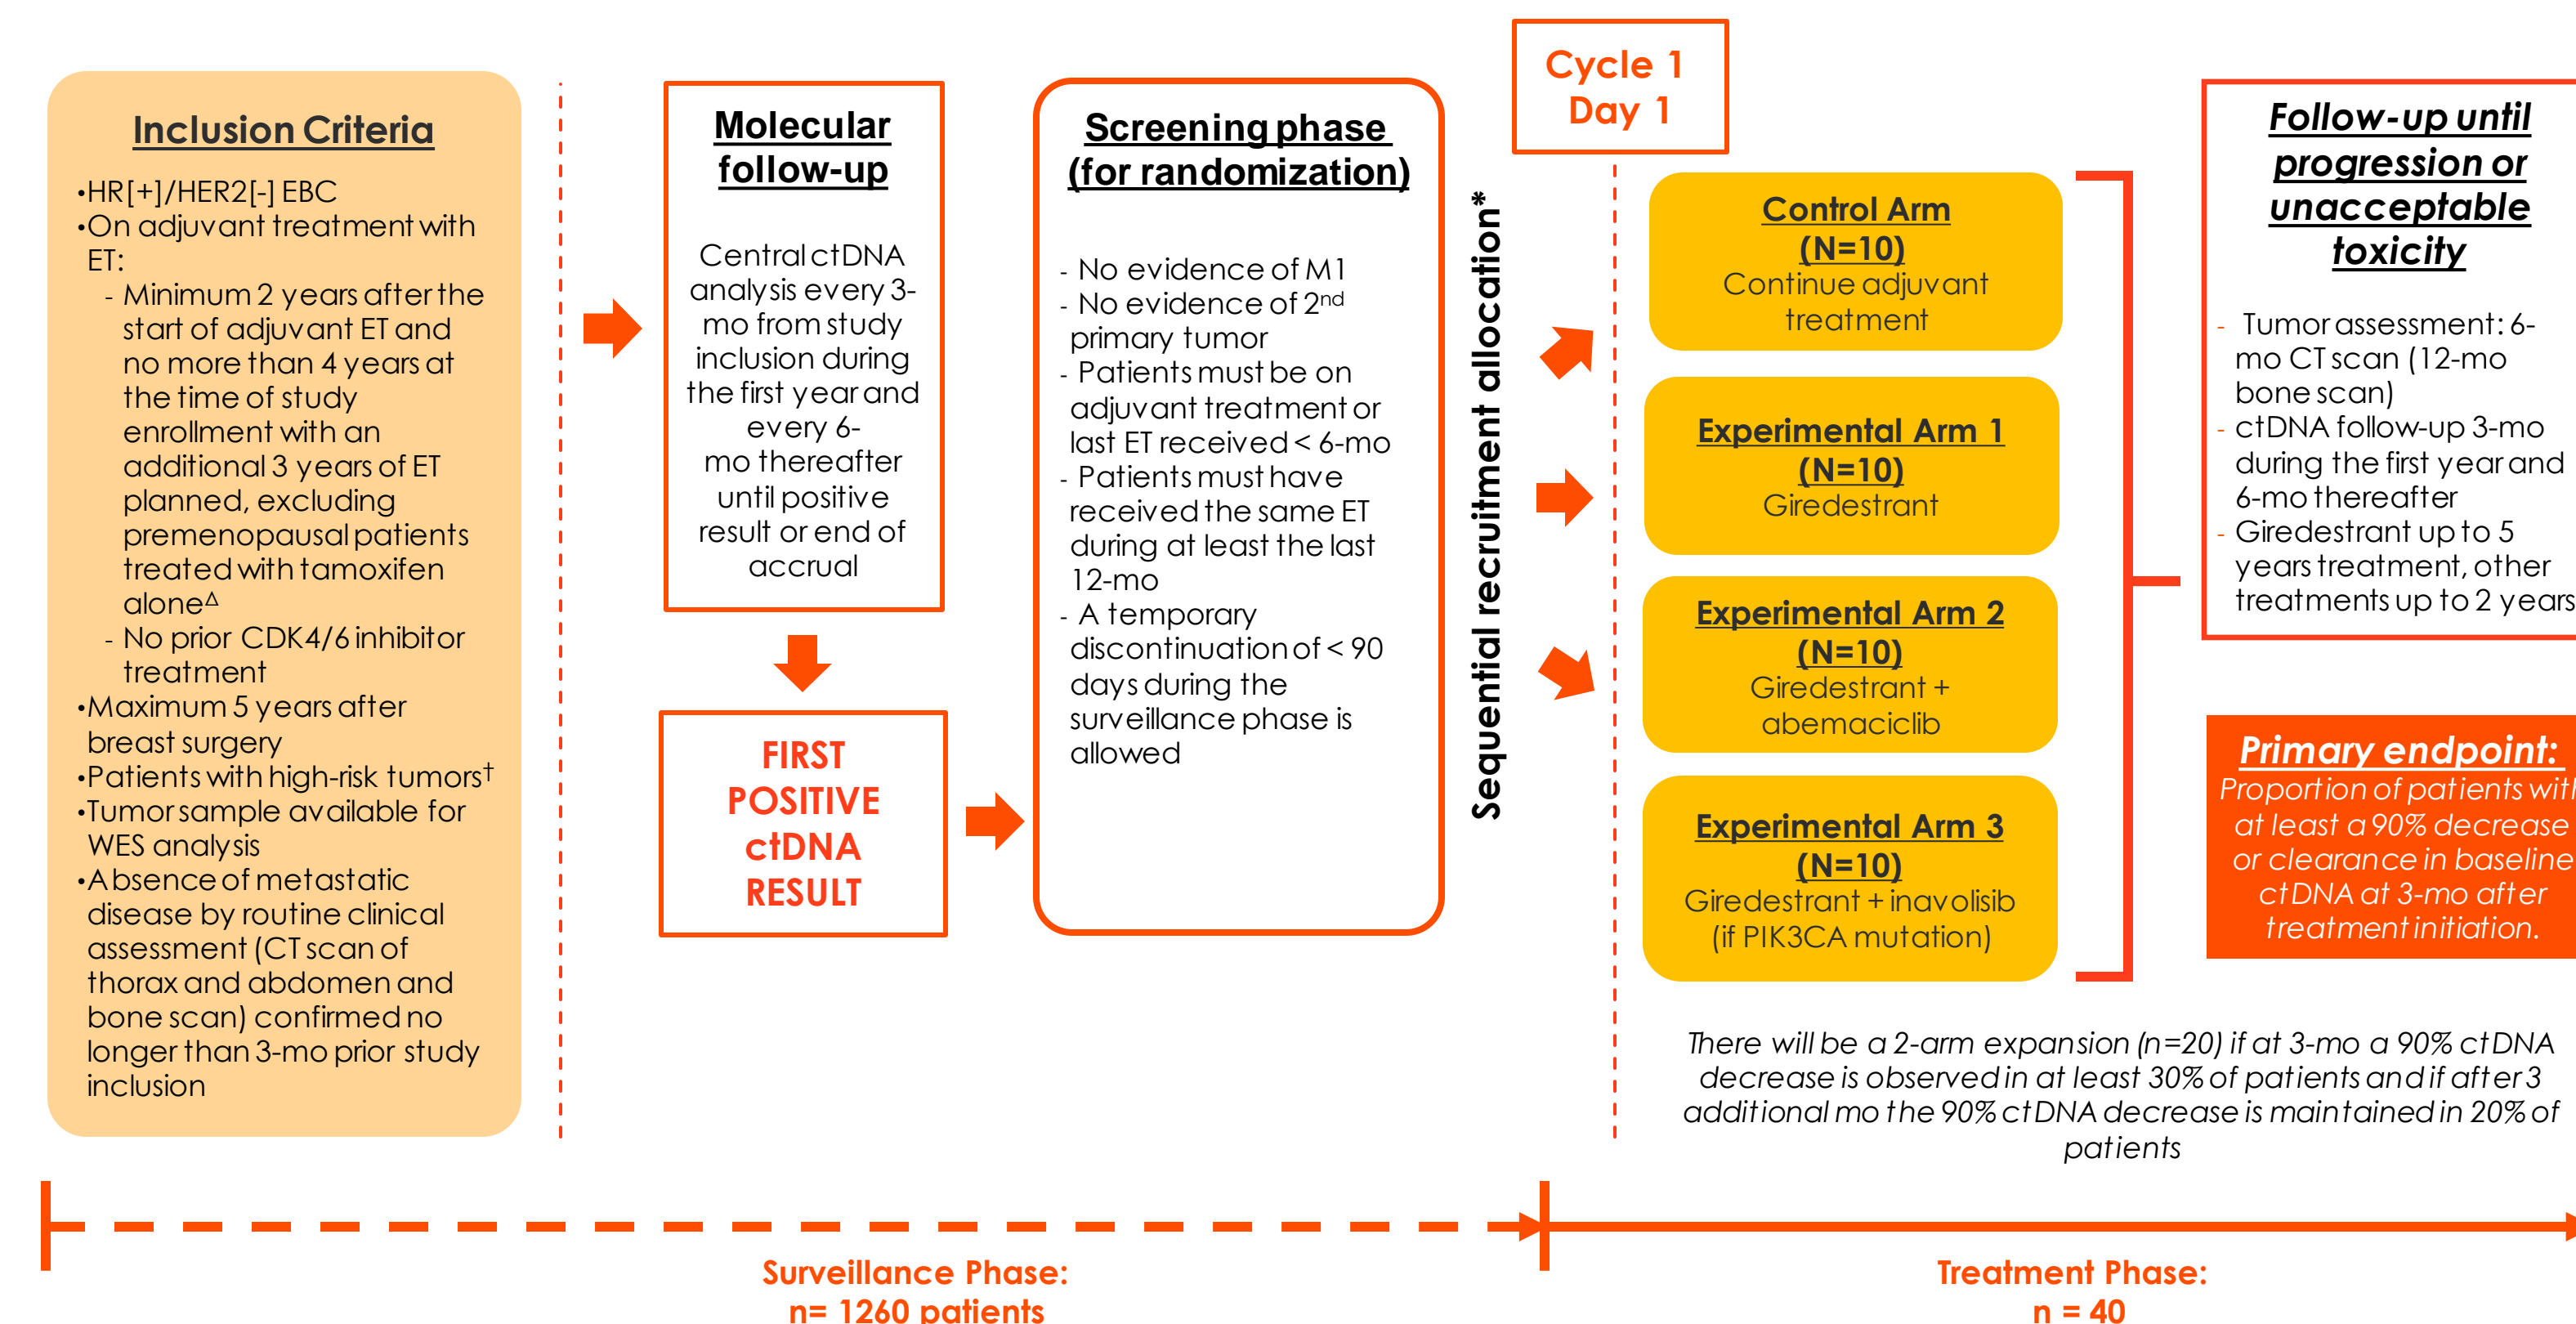 Inclusion Criteria
•HR[+]/HER2[-] EBC
•On adjuvant treatment with
ET:
- Minimum 2 years after the
start of adjuvant ET and
no more than 4 years at
the time of study
enrollment with an
additional 3 years of ET
planned, excluding
premenopausal patients
treated with tamoxifen
alone^Δ
- No prior CDK4/6 inhibitor
treatment
•Maximum 5 years after
breast surgery
•Patients with high-risk tumors†
•Tumor sample available for
WES analysis
•Absence of metastatic
disease by routine clinical
assessment (CT scan of
thorax and abdomen and
bone scan) confirmed no
longer than 3-mo prior study
inclusion
Molecular
follow-up
Central ctDNA
analysis every 3-
mo from study
inclusion during
the first year and
every 6-
mo thereafter
until positive
result or end of
accrual
FIRST
POSITIVE
ctDNA
RESULT
Screening phase
(for randomization)
- No evidence of M1
- No evidence of 2nd
primary tumor
- Patients must be on
adjuvant treatment or
last ET received < 6-mo
- Patients must have
received the same ET
during at least the last
12-mo
- A temporary
discontinuation of < 90
days during the
surveillance phase is
allowed
Sequential recruitment allocation*
Cycle 1
Day 1
Control Arm
(N=10)
Continue adjuvant
treatment
Experimental Arm 1
(N=10)
Giredestrant
Experimental Arm 2
(N=10)
Giredestrant +
abemaciclib
Experimental Arm 3
(N=10)
Giredestrant + inavolisib
(if PIK3CA mutation)
Follow-up until
progression or
unacceptable
toxicity
- Tumor assessment: 6-
mo CT scan (12-mo
bone scan)
- ctDNA follow-up 3-mo
during the first year and
6-mo thereafter
- Giredestrant up to 5
years treatment, other
treatments up to 2 years
Primary endpoint:
Proportion of patients with
at least a 90% decrease
or clearance in baseline
ctDNA at 3-mo after
treatment initiation.
There will be a 2-arm expansion (n=20) if at 3-mo a 90% ctDNA
decrease is observed in at least 30% of patients and if after 3
additional mo the 90% ctDNA decrease is maintained in 20% of
patients
Surveillance Phase:
n= 1260 patients
Treatment Phase:
n = 40